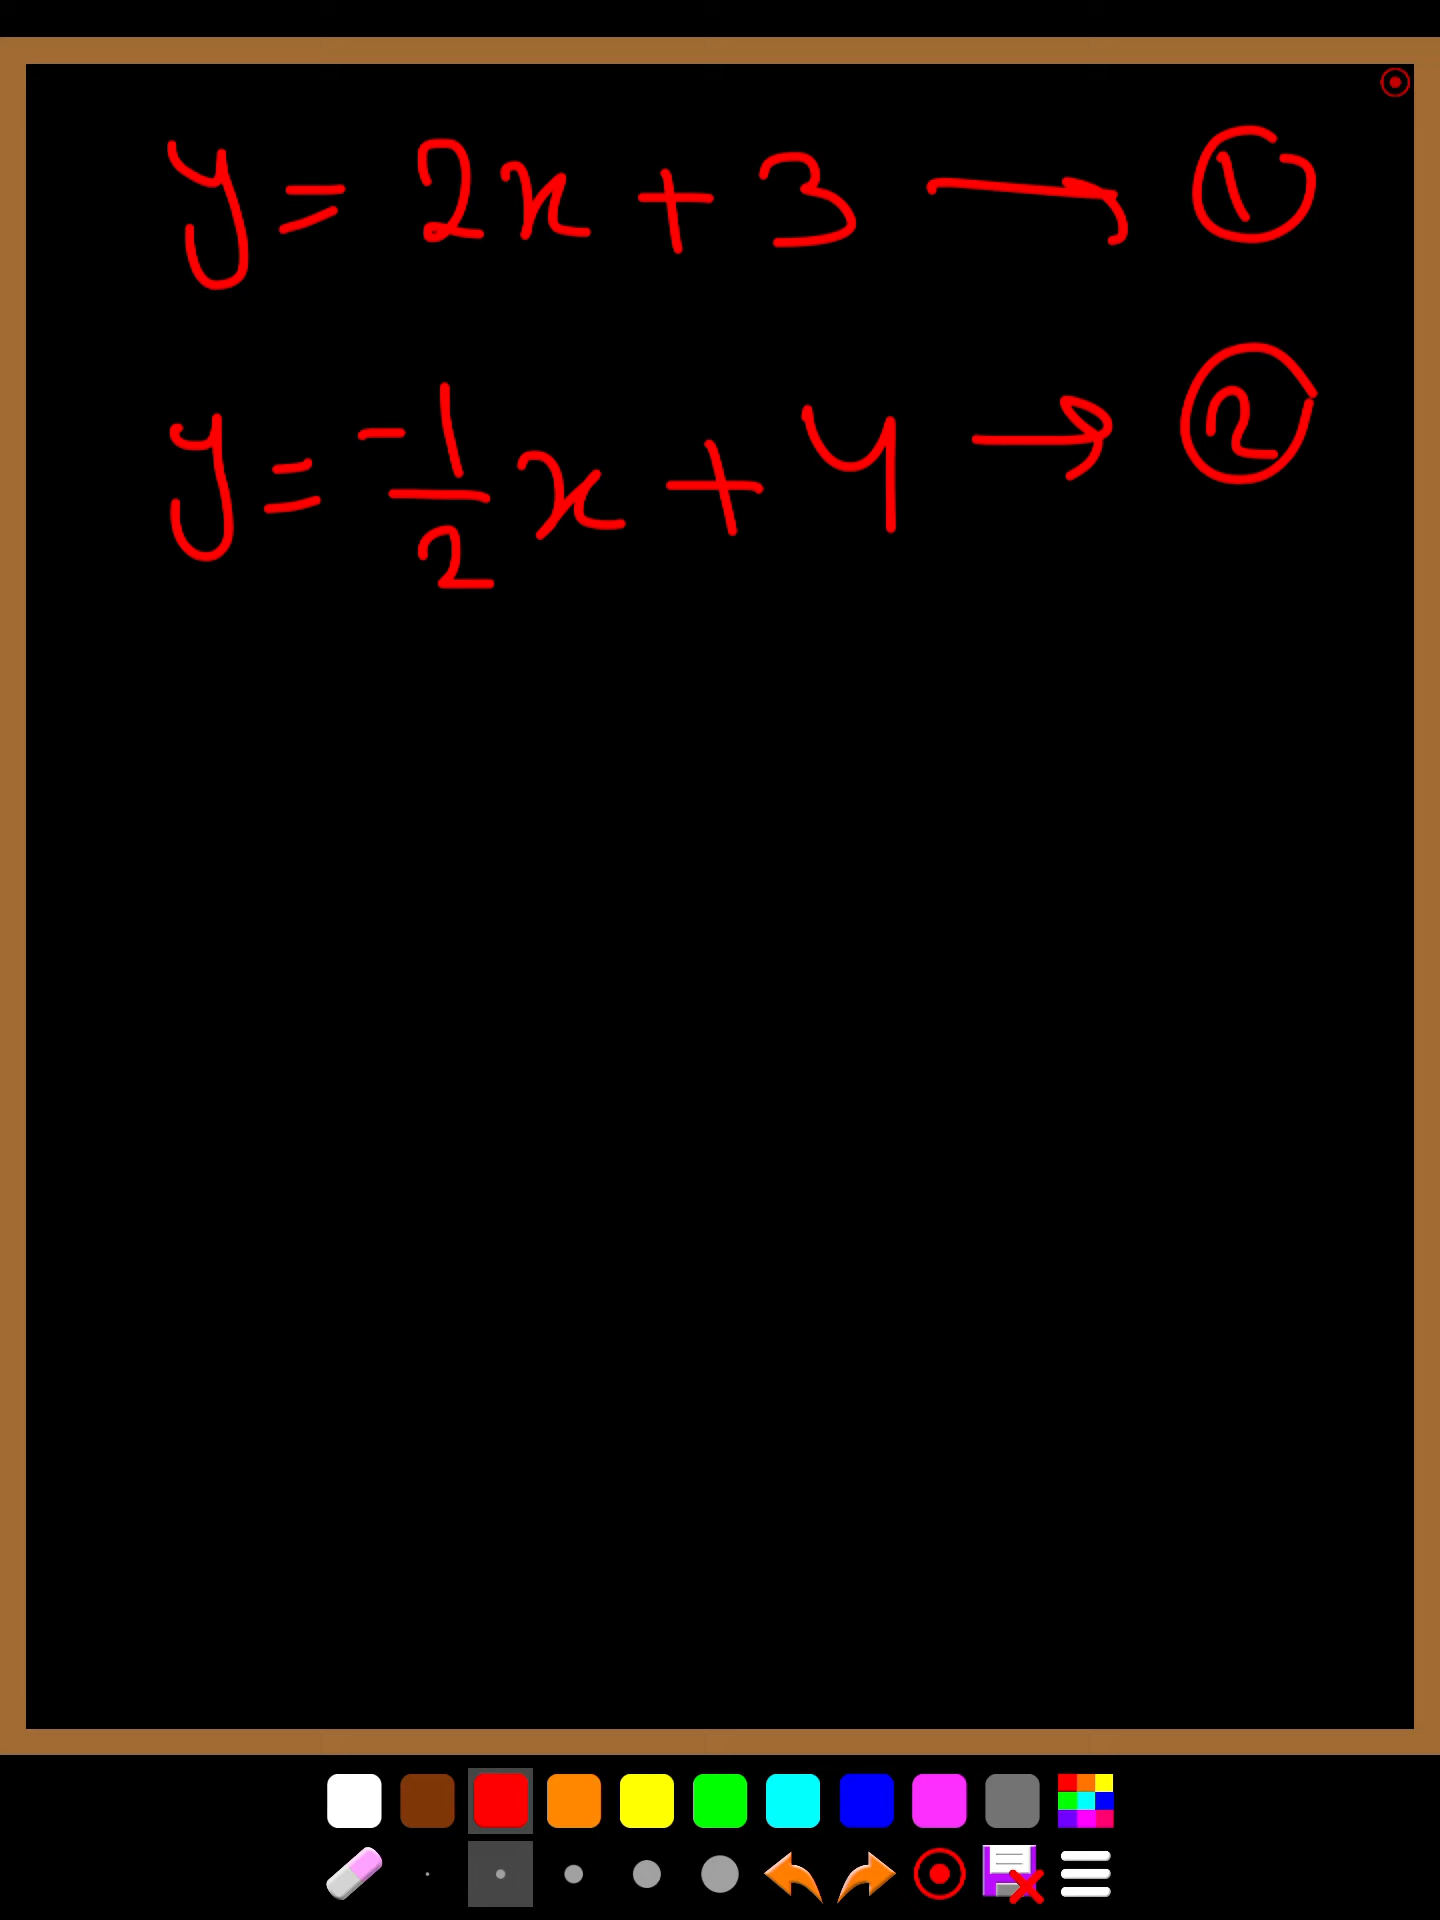 y = 2x + 3 → ①
y = -1/2 x + 4 → ②